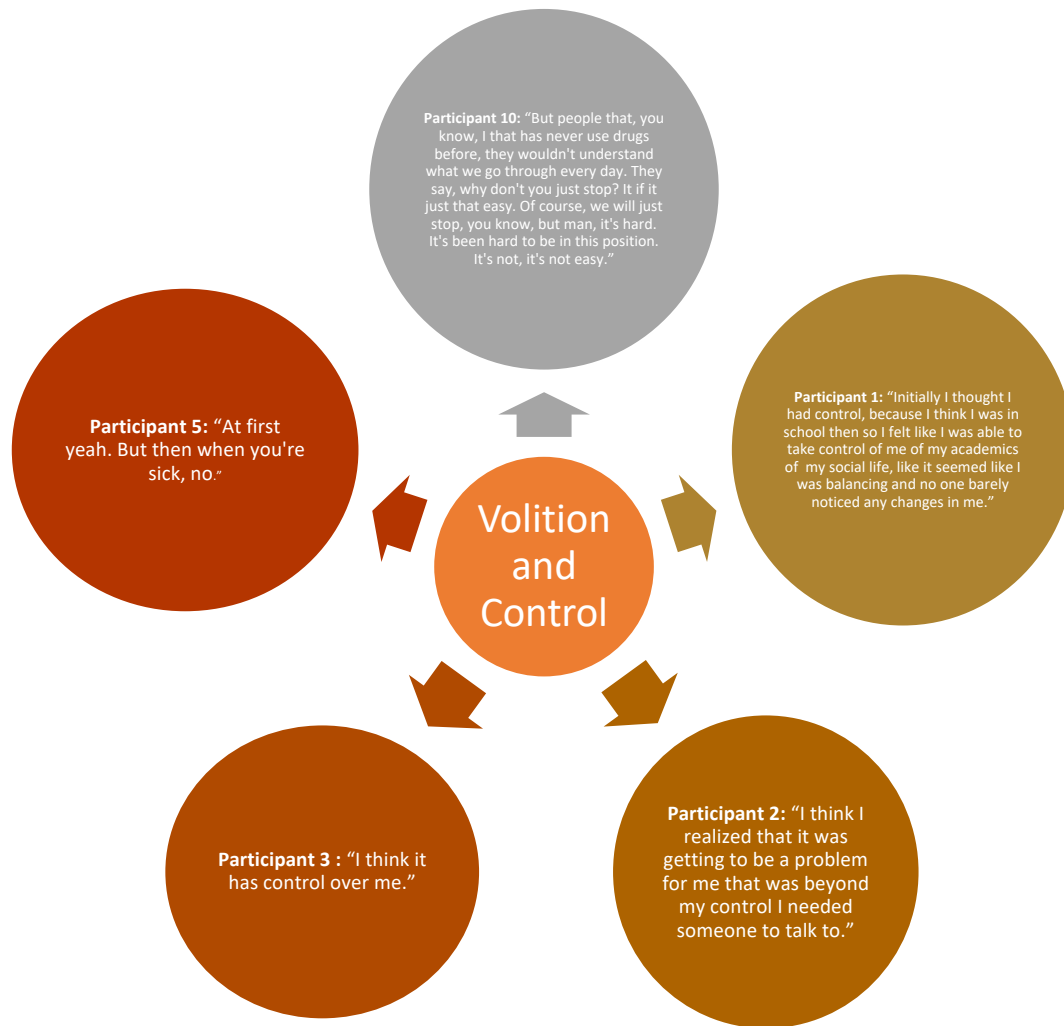 Participant 10: “But people that, you
know, I that has never use drugs
before, they wouldn't understand
what we go through every day. They
say, why don't you just stop? It if it
just that easy. Of course, we will just
stop, you know, but man, it's hard.
It's been hard to be in this position.
It's not, it's not easy.”
Participant 1: “Initially I thought I
had control, because I think I was in
school then so I felt like I was able to
take control of me of my academics
of my social life, like it seemed like I
was balancing and no one barely
noticed any changes in me.”
Participant 2: “I think I
realized that it was
getting to be a problem
for me that was beyond
my control I needed
someone to talk to.”
Participant 3 : “I think it
has control over me.”
Participant 5: “At first
yeah. But then when you're
sick, no.”
Volition
and
Control